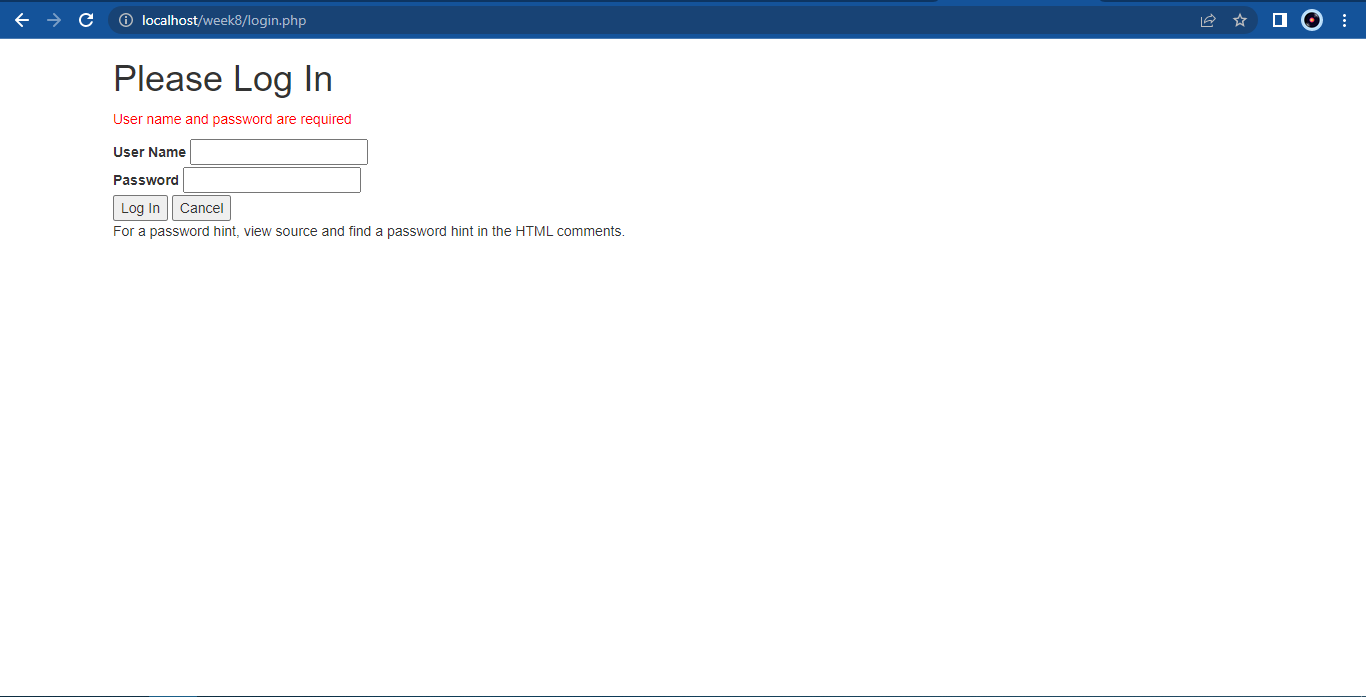 localhost/week8/login.php
Please Log In
User name and password are required
User Name
Password
Log In Cancel
For a password hint, view source and find a password hint in the HTML comments.